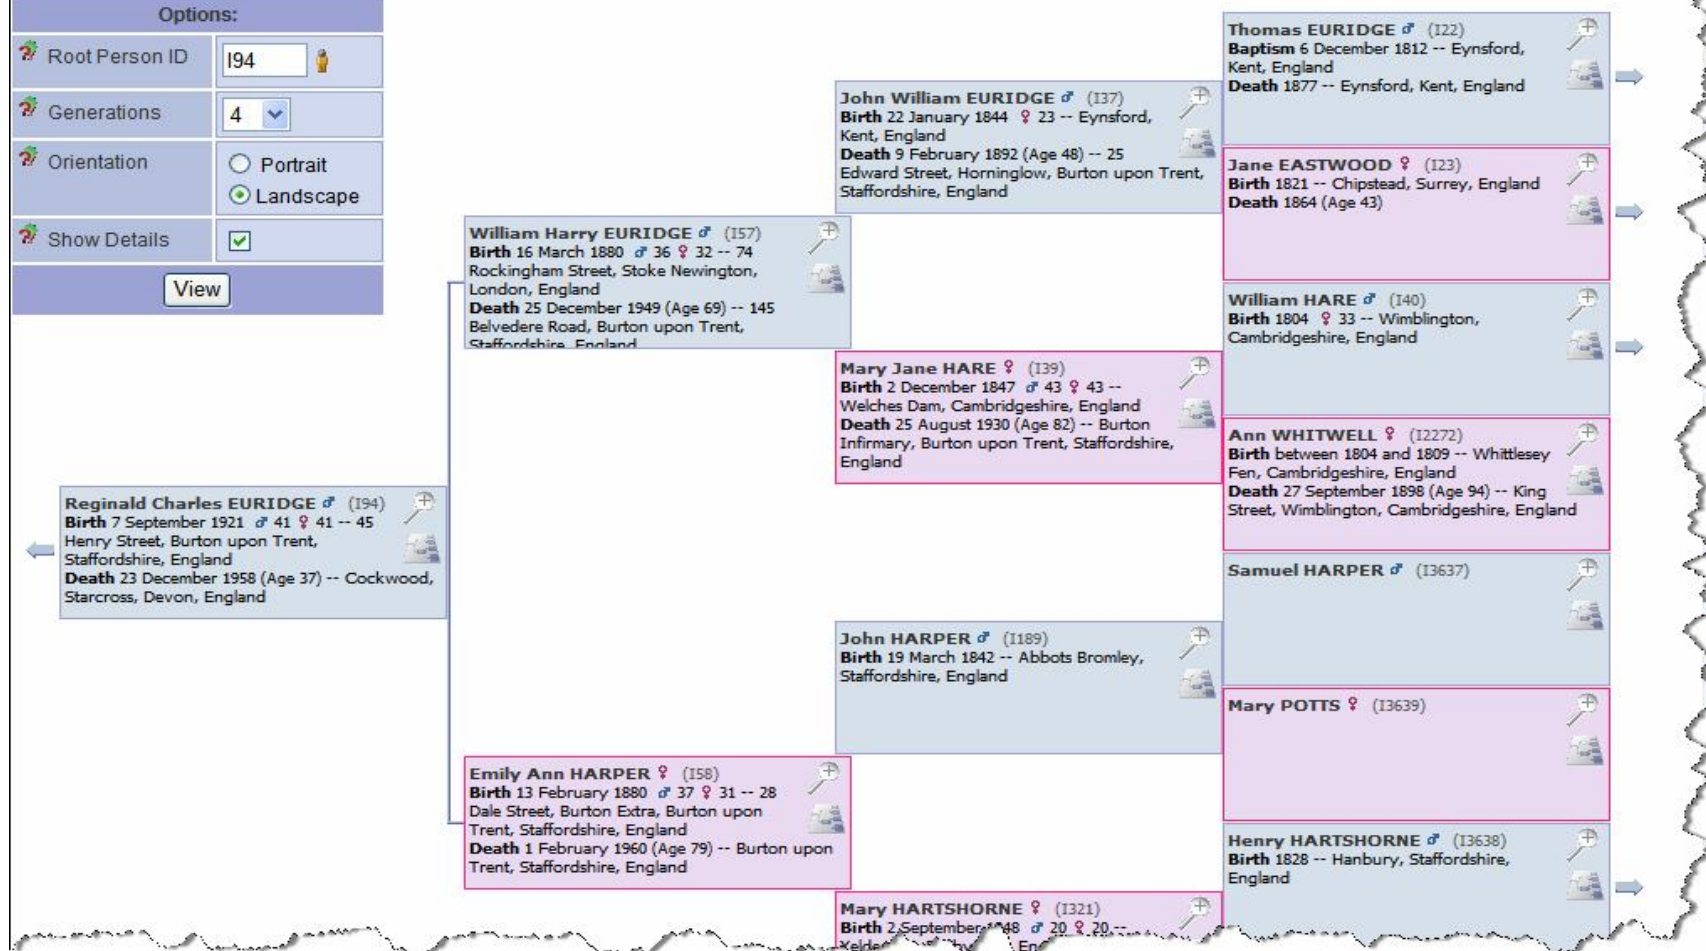 Options:
Root Person ID
I94
Generations
4
Orientation
Portrait
Landscape
Show Details
View
Reginald Charles EURIDGE ♂ (I94)
Birth 7 September 1921 ♂ 41 ♀ 41 -- 45
Henry Street, Burton upon Trent,
Staffordshire, England
Death 23 December 1958 (Age 37) -- Cockwood,
Starcross, Devon, England
William Harry EURIDGE ♂ (I57)
Birth 16 March 1880 ♂ 36 ♀ 32 -- 74
Rockingham Street, Stoke Newington,
London, England
Death 25 December 1949 (Age 69) -- 145
Belvedere Road, Burton upon Trent,
Staffordshire, England
Emily Ann HARPER ♀ (I58)
Birth 13 February 1880 ♂ 37 ♀ 31 -- 28
Dale Street, Burton Extra, Burton upon
Trent, Staffordshire, England
Death 1 February 1960 (Age 79) -- Burton upon
Trent, Staffordshire, England
John William EURIDGE ♂ (I37)
Birth 22 January 1844 ♀ 23 -- Eynsford,
Kent, England
Death 9 February 1892 (Age 48) -- 25
Edward Street, Horninglow, Burton upon Trent,
Staffordshire, England
Mary Jane HARE ♀ (I39)
Birth 2 December 1847 ♂ 43 ♀ 43 --
Welches Dam, Cambridgeshire, England
Death 25 August 1930 (Age 82) -- Burton
Infirmary, Burton upon Trent, Staffordshire,
England
John HARPER ♂ (I189)
Birth 19 March 1842 -- Abbots Bromley,
Staffordshire, England
Mary HARTSHORNE ♀ (I321)
Birth 2 September ♂ 20 ♀ 20 --
Thomas EURIDGE ♂ (I22)
Baptism 6 December 1812 -- Eynsford,
Kent, England
Death 1877 -- Eynsford, Kent, England
Jane EASTWOOD ♀ (I23)
Birth 1821 -- Chipstead, Surrey, England
Death 1864 (Age 43)
William HARE ♂ (I40)
Birth 1804 ♀ 33 -- Wimblington,
Cambridgeshire, England
Ann WHITWELL ♀ (I2272)
Birth between 1804 and 1809 -- Whittlesey
Fen, Cambridgeshire, England
Death 27 September 1898 (Age 94) -- King
Street, Wimblington, Cambridgeshire, England
Samuel HARPER ♂ (I3637)
Mary POTTS ♀ (I3639)
Henry HARTSHORNE ♂ (I3638)
Birth 1828 -- Hanbury, Staffordshire,
England